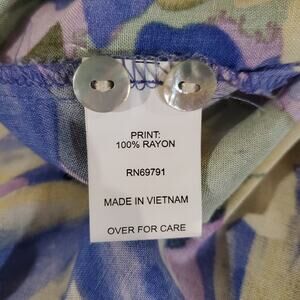 PRINT:
100% RAYON
RN69791
MADE IN VIETNAM
OVER FOR CARE